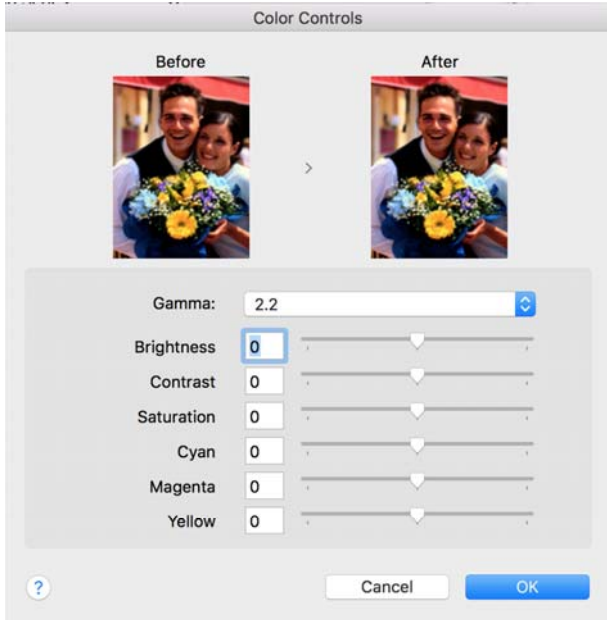 Color Controls
Before After
>
Gamma: 2.2
Brightness 0
Contrast 0
Saturation 0
Cyan 0
Magenta 0
Yellow 0
? Cancel OK